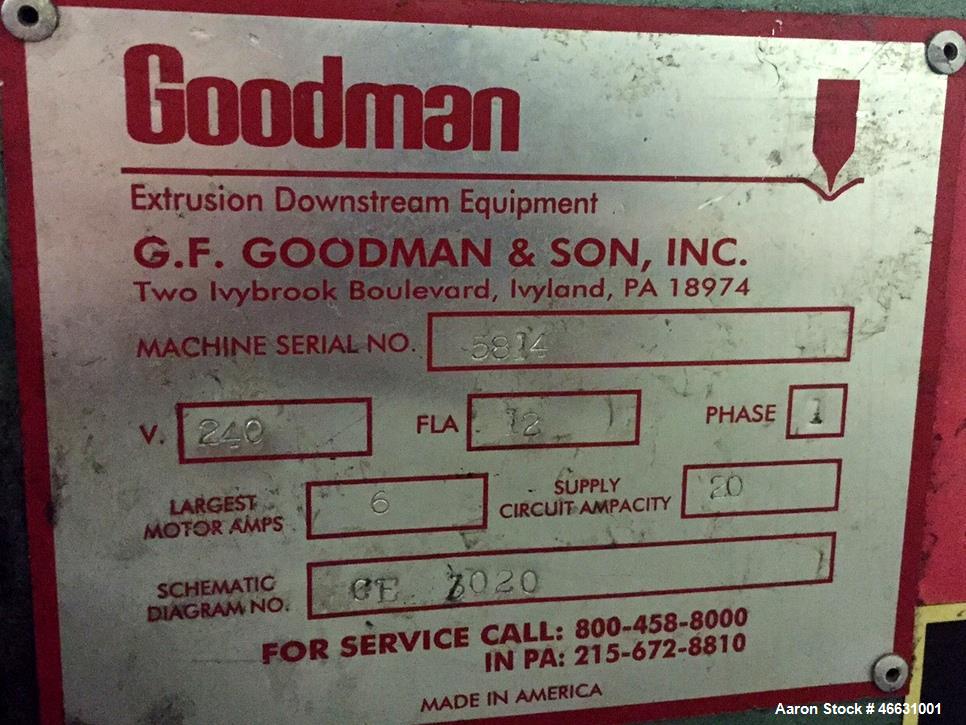 Goodman
Extrusion Downstream Equipment
G.F. GOODMAN & SON, INC.
Two Ivybrook Boulevard, Ivyland, PA 18974
MACHINE SERIAL NO. 5814
V. 240 FLA 12 PHASE 1
LARGEST MOTOR AMPS 6 SUPPLY CIRCUIT AMPACITY 20
SCHEMATIC DIAGRAM NO. CE 3020
FOR SERVICE CALL: 800-458-8000
IN PA: 215-672-8810
MADE IN AMERICA
Aaron Stock # 46631001